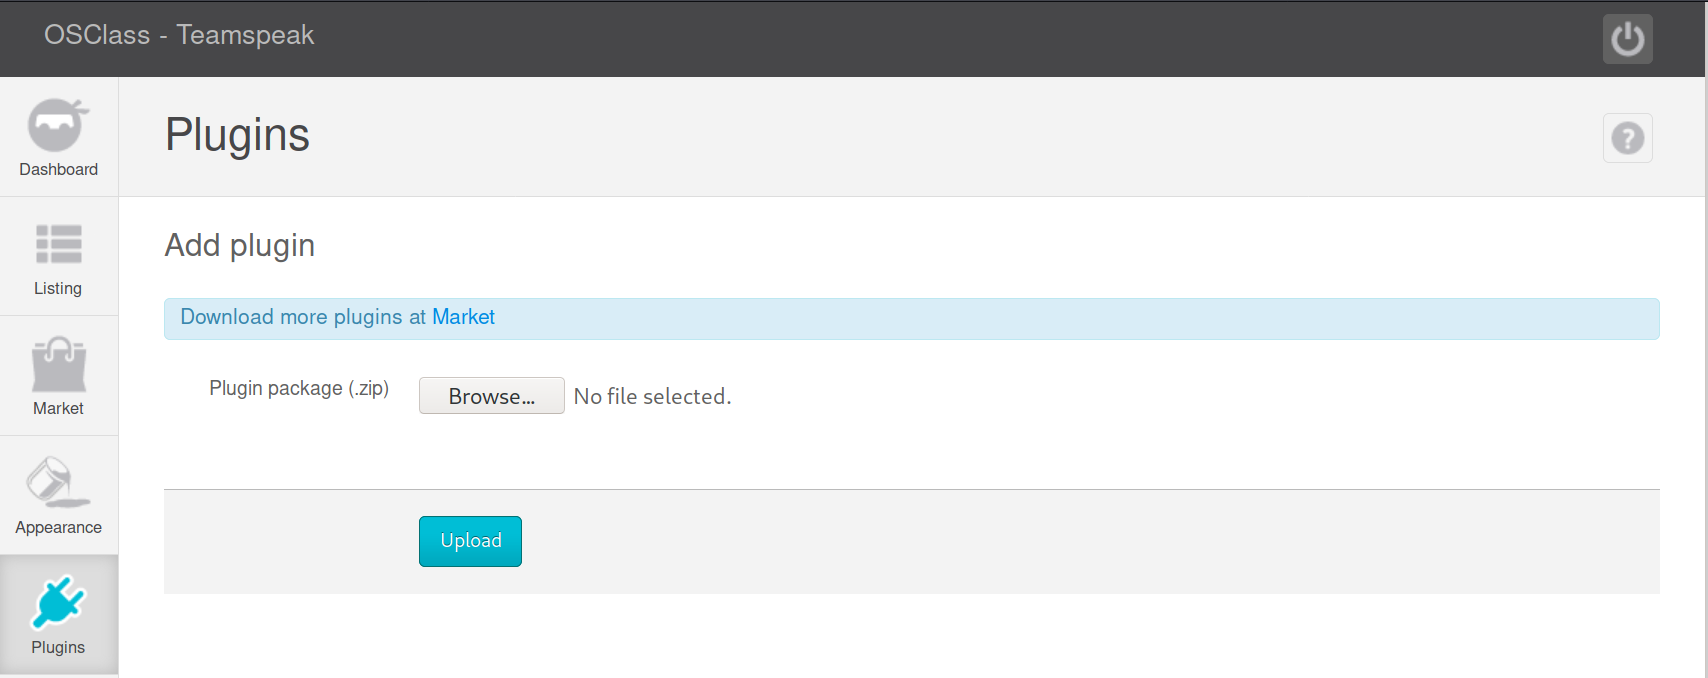 OSClass - Teamspeak
Dashboard
Listing
Market
Appearance
Plugins
Plugins
?
Add plugin
Download more plugins at Market
Plugin package (.zip)
Browse...
No file selected.
Upload